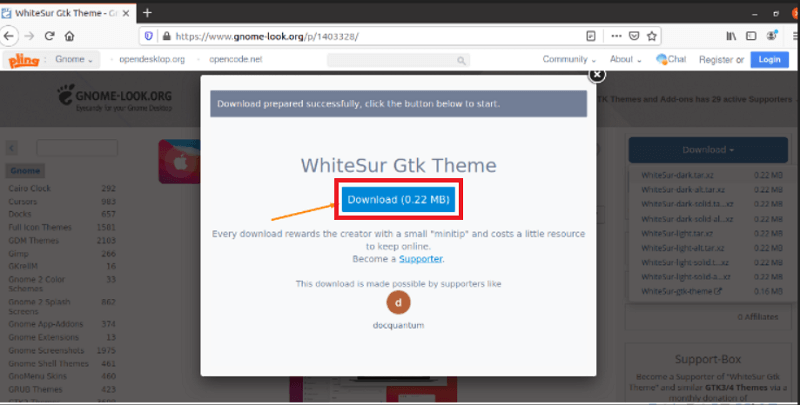 WhiteSur Gtk Theme - G
https://www.gnome-look.org/p/1403328/
pling
Gnome
opendesktop.org
opencode.net
Community
About
Chat
Register or
Login
GNOME-LOOK.ORG
Eyecandy for your Gnome Desktop
TK Themes and Add-ons has 29 active Supporters
Download prepared successfully, click the button below to start.
WhiteSur Gtk Theme
Download (0.22 MB)
Every download rewards the creator with a small "minitip" and costs a little resource
to keep online.
Become a Supporter.
This download is made possible by supporters like
d
docquantum
Gnome
Cairo Clock 292
Cursors 983
Docks 657
Full Icon Themes 1561
GDM Themes 1103
Gimp 266
GKrellM 16
Gnome 2 Color 33
Schemes
Gnome 2 Splash 862
Screens
Gnome App-Addons 374
Gnome Extensions 13
Gnome Screenshots 1975
Gnome Shell Themes 461
GnoMenu Skins 460
GRUB Themes 423
Download
WhiteSur-dark.tar.xz 0.22 MB
WhiteSur-dark-alt.tar.xz 0.22 MB
WhiteSur-dark-solid.ta... 0.22 MB
WhiteSur-dark-solid-al... 0.22 MB
WhiteSur-light.tar.xz 0.22 MB
WhiteSur-light-alt.tar.xz 0.22 MB
WhiteSur-light-solid.t... 0.22 MB
WhiteSur-light-solid-a... 0.22 MB
WhiteSur-gtk-theme 0.16 MB
0 Affiliates
Support-Box
Become a Supporter of "WhiteSur Gtk
Theme" and similar GTK3/4 Themes via a
monthly donation of